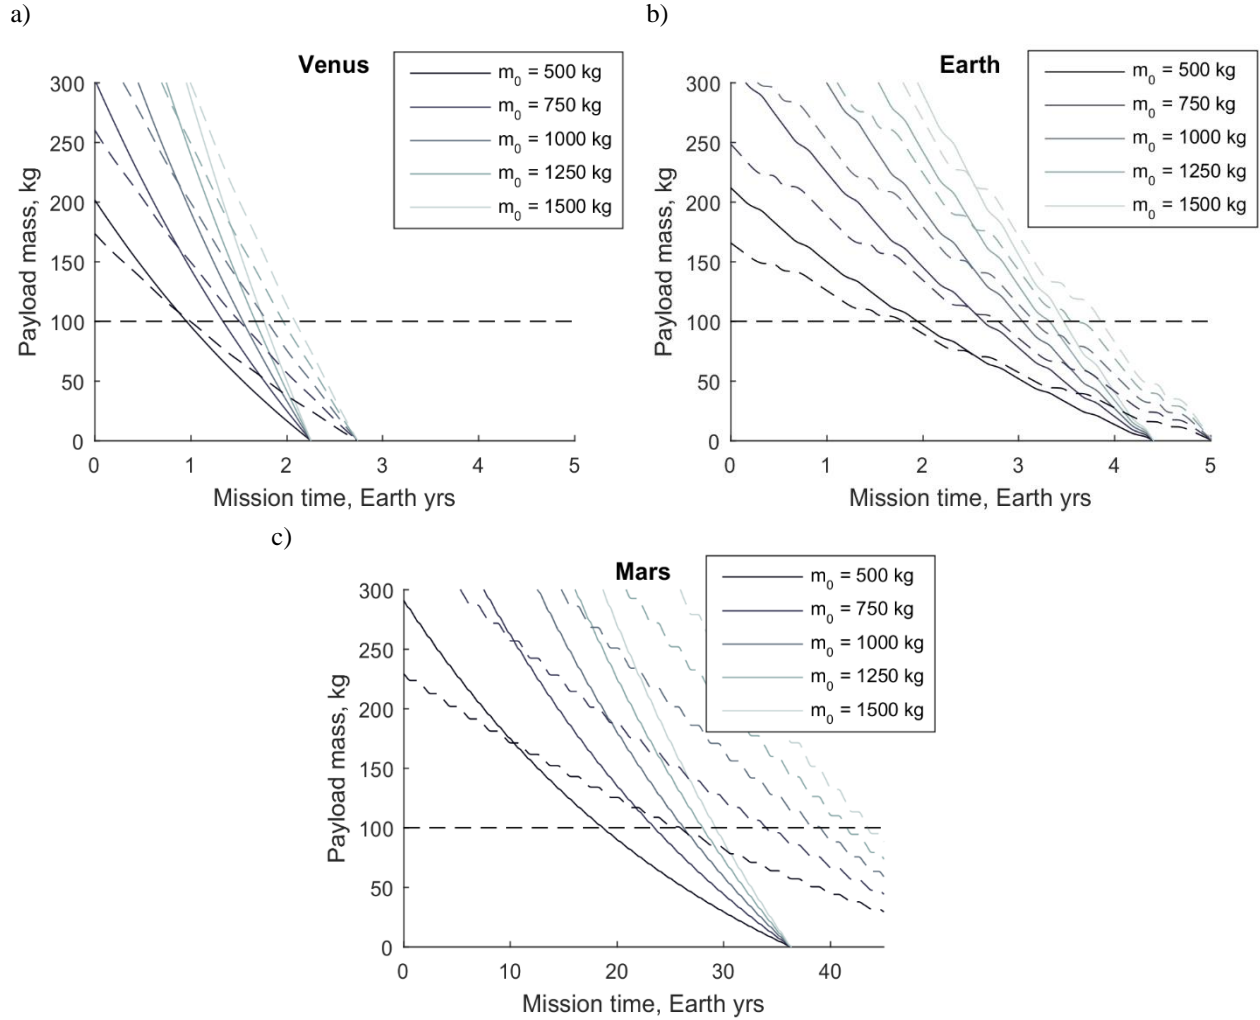 a)
Venus
m0 = 500 kg
m0 = 750 kg
m0 = 1000 kg
m0 = 1250 kg
m0 = 1500 kg
300
250
200
150
100
50
0
Payload mass, kg
0 1 2 3 4 5
Mission time, Earth yrs
b)
Earth
m0 = 500 kg
m0 = 750 kg
m0 = 1000 kg
m0 = 1250 kg
m0 = 1500 kg
300
250
200
150
100
50
0
Payload mass, kg
0 1 2 3 4 5
Mission time, Earth yrs
c)
Mars
m0 = 500 kg
m0 = 750 kg
m0 = 1000 kg
m0 = 1250 kg
m0 = 1500 kg
300
250
200
150
100
50
0
Payload mass, kg
0 10 20 30 40
Mission time, Earth yrs